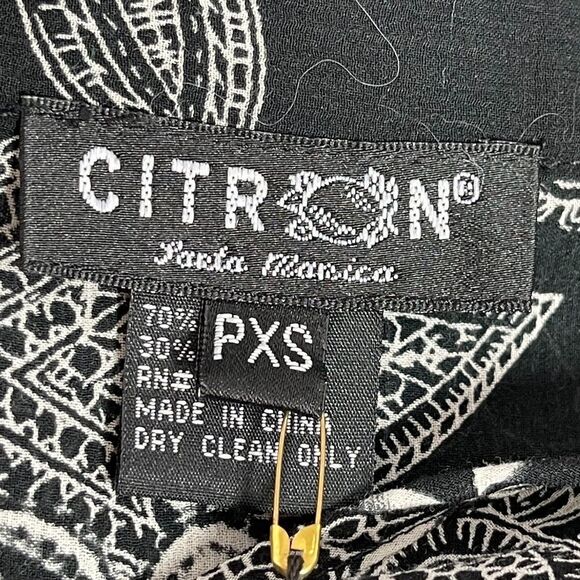 CITRON®
Santa Monica
PXS
70%
30%
RN#
MADE IN CHINA
DRY CLEAN ONLY